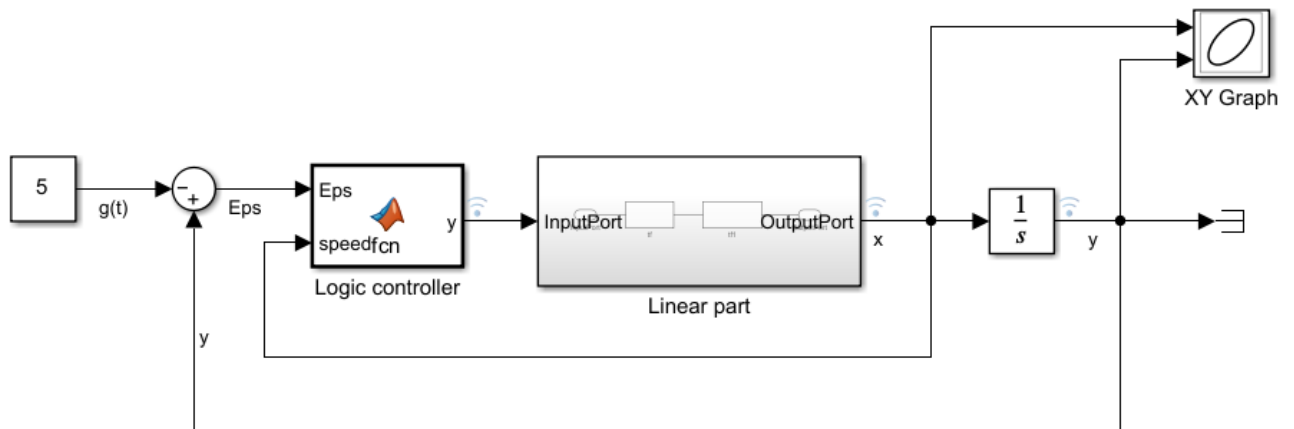 XY Graph
5
g(t)
−
+
Eps
Eps
speed
fcn
y
Logic controller
InputPort
OutputPort
Linear part
x
1
s
y
y